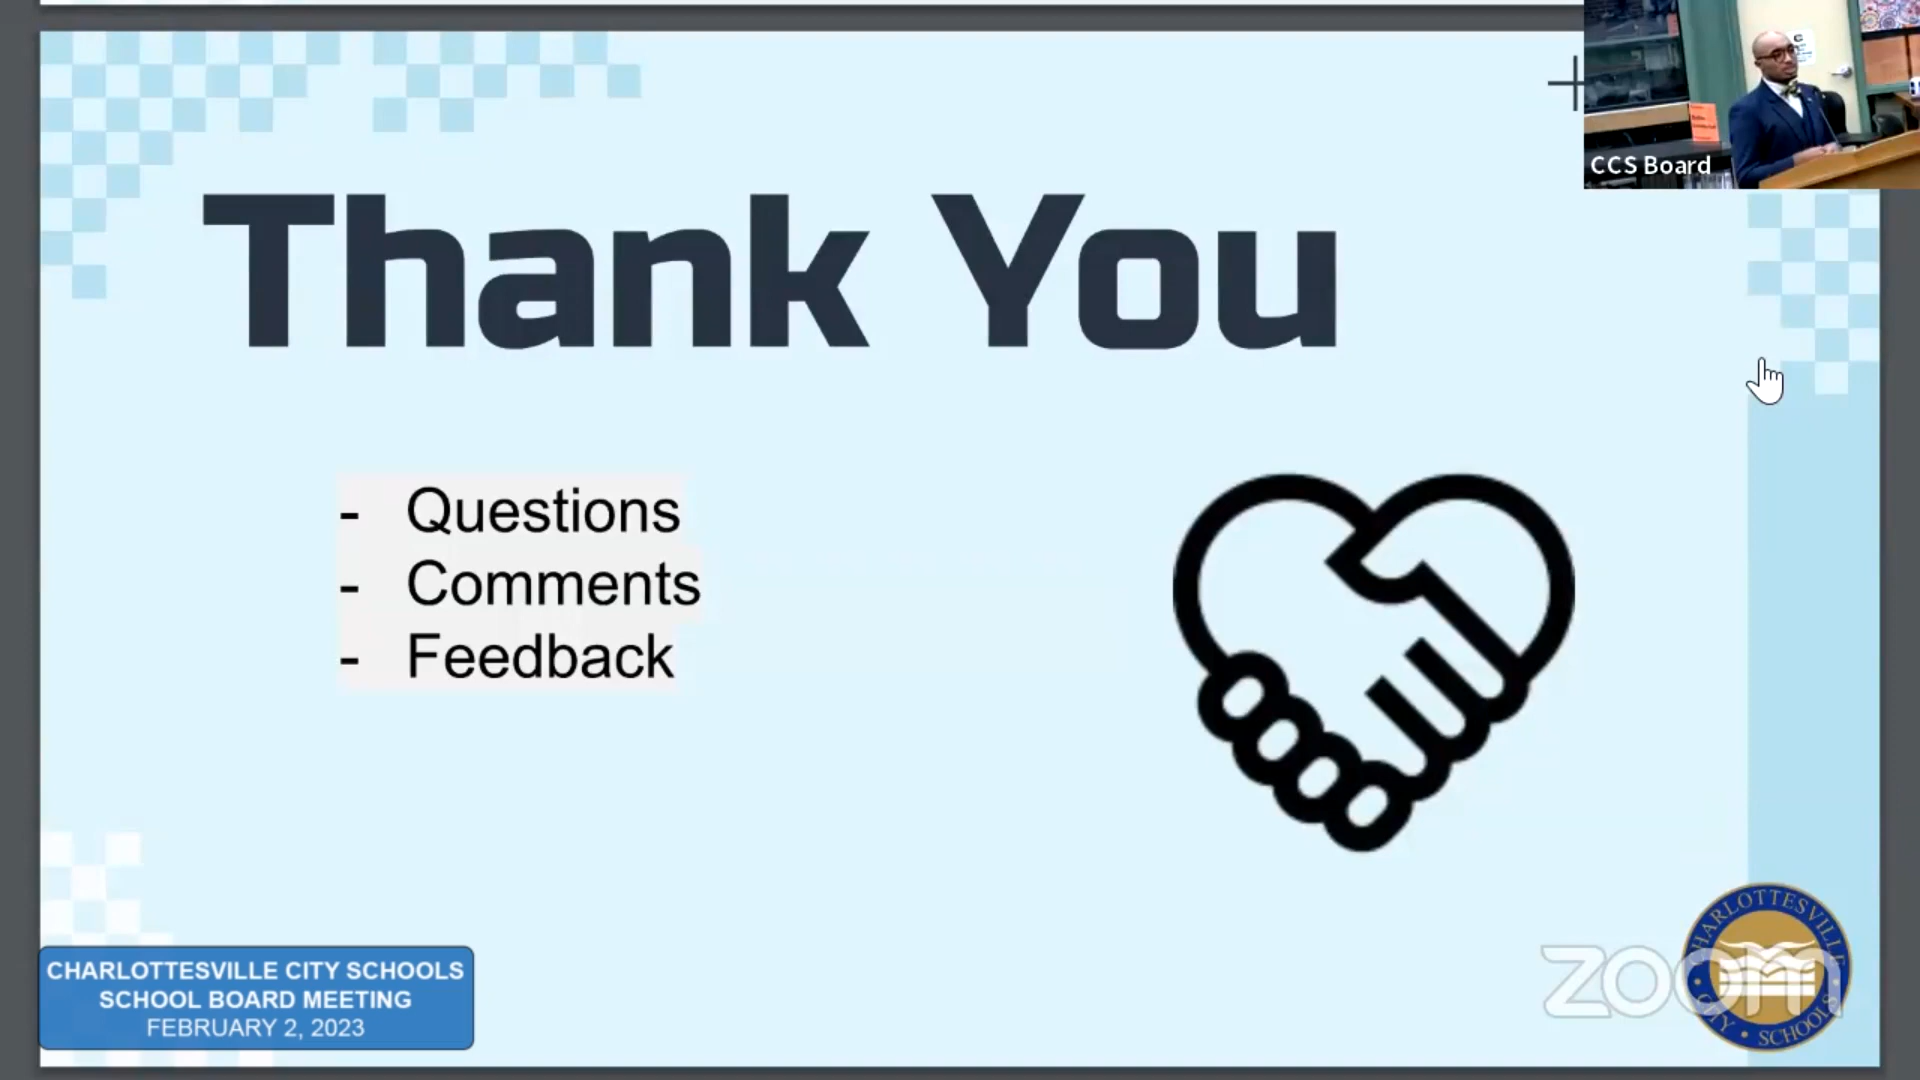 CCS Board
Thank You
- Questions
- Comments
- Feedback
CHARLOTTESVILLE CITY SCHOOLS
SCHOOL BOARD MEETING
FEBRUARY 2, 2023
zoom
CHARLOTTESVILLE
CITY • SCHOOLS